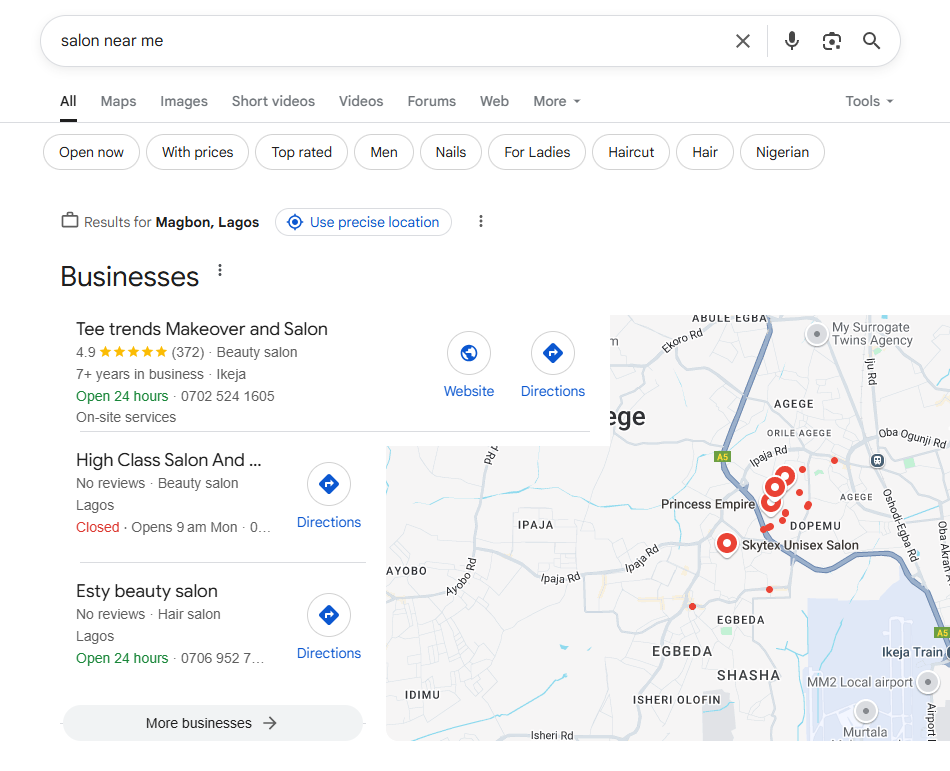 salon near me
All Maps Images Short videos Videos Forums Web More Tools
Open now With prices Top rated Men Nails For Ladies Haircut Hair Nigerian
Results for Magbon, Lagos Use precise location
Businesses
Tee trends Makeover and Salon
4.9 (372) · Beauty salon
7+ years in business · Ikeja
Open 24 hours · 0702 524 1605
On-site services
Website Directions
High Class Salon And ...
No reviews · Beauty salon
Lagos
Closed · Opens 9 am Mon · 0...
Directions
Esty beauty salon
No reviews · Hair salon
Lagos
Open 24 hours · 0706 952 7...
Directions
More businesses
ABULE EGBA
My Surrogate
Twins Agency
Ekoro Rd
Iju Rd
AGEGE
ege
ORILE AGEGE
Oba Ogunji Rd
A5
Ipaja Rd
Rd
AGEGE
Princess Empire
Oshodi-Egba Rd
IPAJA
DOPEMU
Oba Akran A
Skytex Unisex Salon
Ipaja Rd
AYOBO
Ayobo Rd
Ipaja Rd
EGBEDA
A5
EGBEDA
Ikeja Train
SHASHA
MM2 Local airport
IDIMU
ISHERI OLOFIN
Airport
Isheri Rd
Murtala